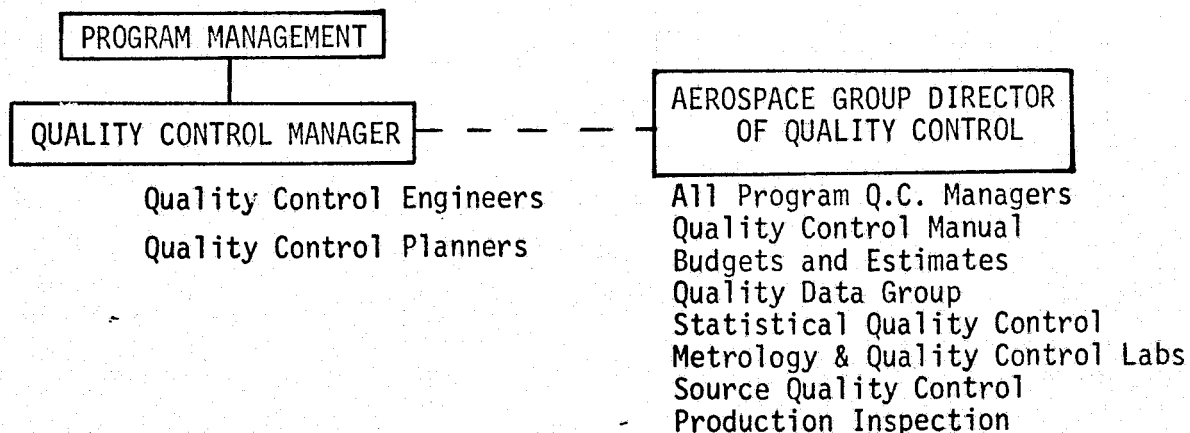 PROGRAM MANAGEMENT
QUALITY CONTROL MANAGER
Quality Control Engineers
Quality Control Planners
AEROSPACE GROUP DIRECTOR
OF QUALITY CONTROL
All Program Q.C. Managers
Quality Control Manual
Budgets and Estimates
Quality Data Group
Statistical Quality Control
Metrology & Quality Control Labs
Source Quality Control
Production Inspection